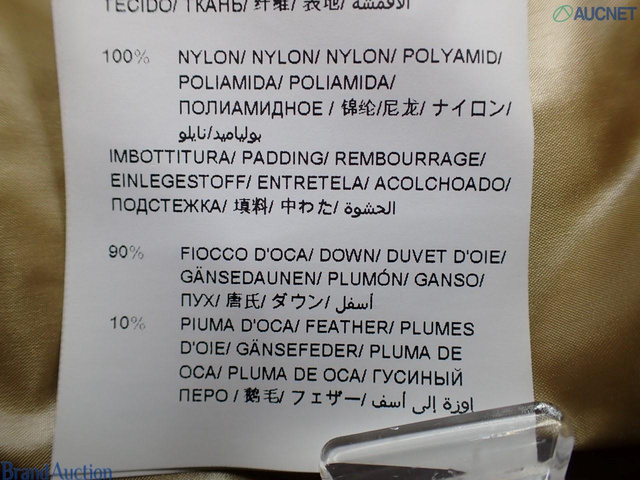 TECIDO/ ТКАНЬ/ 纤维/ 表地/ الأقمشة
AUCNET
100% NYLON/ NYLON/ NYLON/ POLYAMID/
POLIAMIDA/ POLIAMIDA/
ПОЛИАМИДНОЕ / 锦纶/尼龙/ ナイロン/
بولياميد/نايلو
IMBOTTITURA/ PADDING/ REMBOURRAGE/
EINLEGESTOFF/ ENTRETELA/ ACOLCHOADO/
ПОДСТЕЖКА/ 填料/ 中わた/ الحشوة
90% FIOCCO D'OCA/ DOWN/ DUVET D'OIE/
GÄNSEDAUNEN/ PLUMÓN/ GANSO/
ПУХ/ 唐氏/ ダウン/ أسفل
10% PIUMA D'OCA/ FEATHER/ PLUMES
D'OIE/ GÄNSEFEDER/ PLUMA DE
OCA/ PLUMA DE OCA/ ГУСИНЫЙ
ПЕРО / 鹅毛/ フェザー/ اوزة إلى أسف
Brand Auction